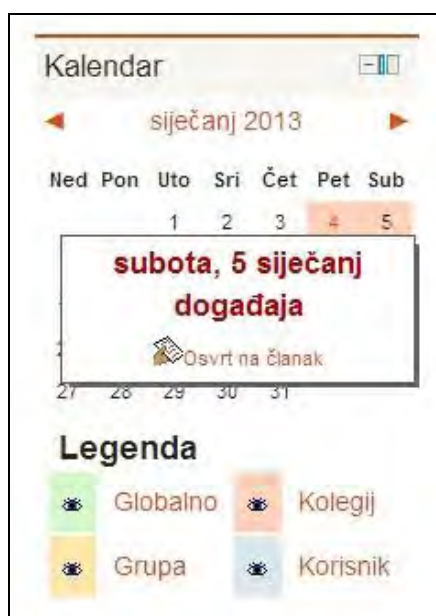 Kalendar
siječanj 2013
Ned Pon Uto Sri Čet Pet Sub
1 2 3 4 5
subota, 5 siječanj
događaja
Osvrt na članak
27 28 29 30 31
Legenda
Globalno Kolegij
Grupa Korisnik